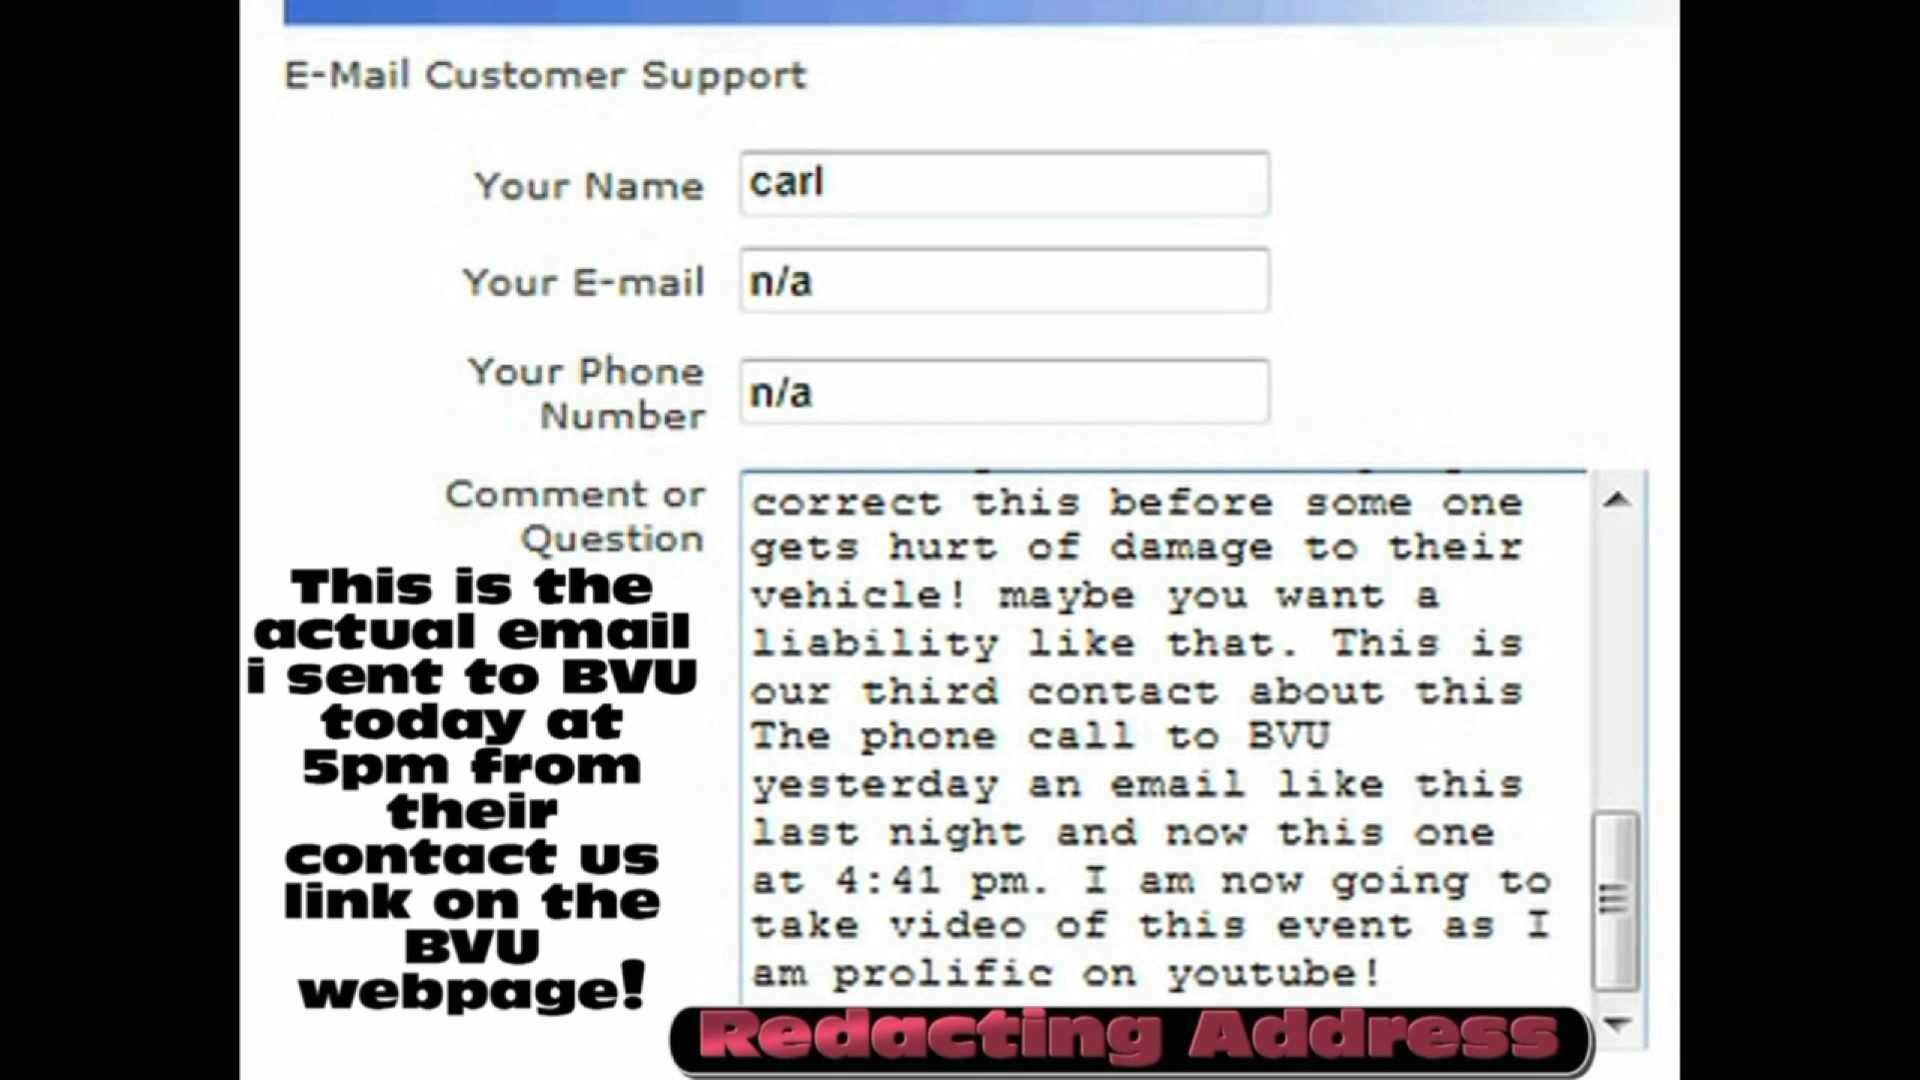 E-Mail Customer Support
Your Name
carl
Your E-mail
n/a
Your Phone
Number
n/a
Comment or
Question
correct this before some one
gets hurt of damage to their
vehicle! maybe you want a
liability like that. This is
our third contact about this
The phone call to BVU
yesterday an email like this
last night and now this one
at 4:41 pm. I am now going to
take video of this event as I
am prolific on youtube!
This is the
actual email
i sent to BVU
today at
5pm from
their
contact us
link on the
BVU
webpage!
Redacting Address